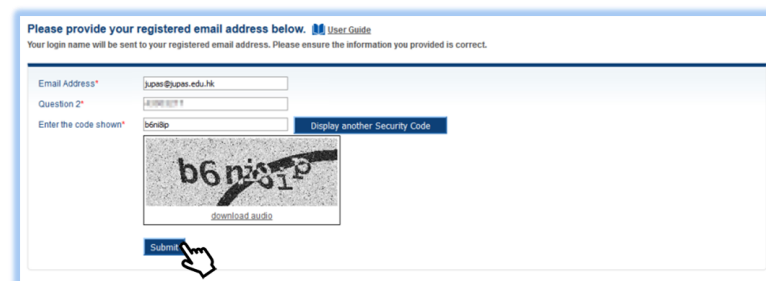 Please provide your registered email address below. User Guide
Your login name will be sent to your registered email address. Please ensure the information you provided is correct.
Email Address* jupas@jupas.edu.hk
Question 2*
Enter the code shown* b6ni8ip Display another Security Code
b6ni8ip
download audio
Submit